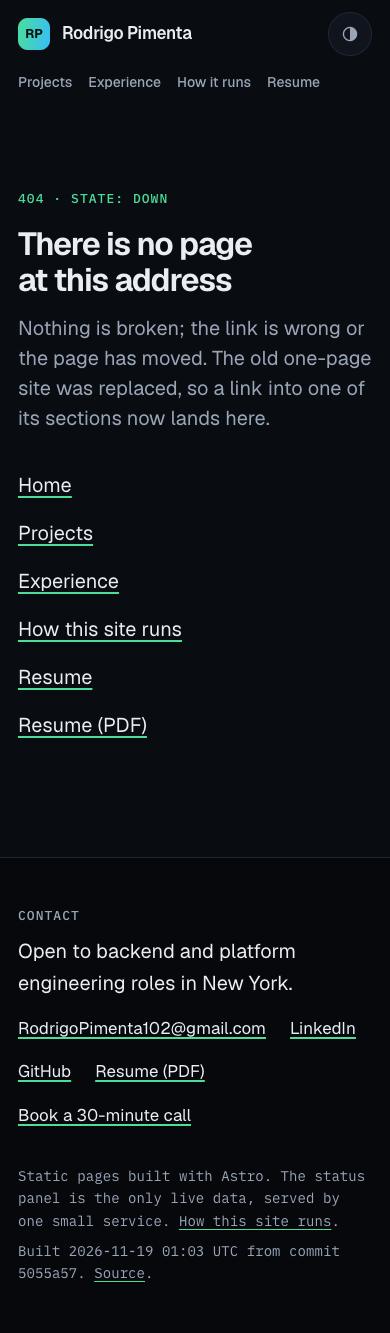 RP Rodrigo Pimenta
Projects Experience How it runs Resume
404 · STATE: DOWN
There is no page
at this address
Nothing is broken; the link is wrong or
the page has moved. The old one-page
site was replaced, so a link into one of
its sections now lands here.
Home
Projects
Experience
How this site runs
Resume
Resume (PDF)
CONTACT
Open to backend and platform
engineering roles in New York.
RodrigoPimenta102@gmail.com LinkedIn
GitHub Resume (PDF)
Book a 30-minute call
Static pages built with Astro. The status
panel is the only live data, served by
one small service. How this site runs.
Built 2026-11-19 01:03 UTC from commit
5055a57. Source.